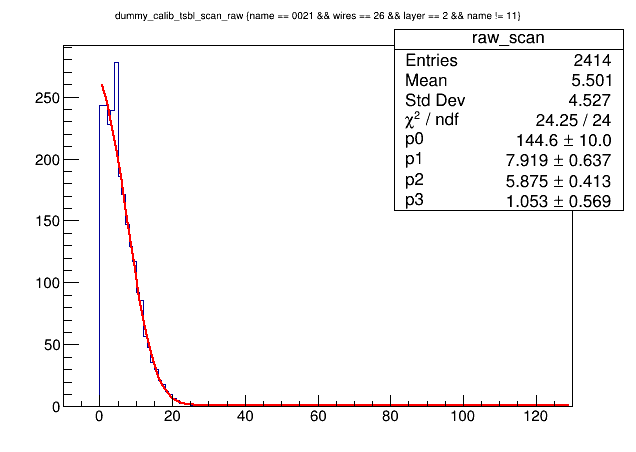 dummy_calib_tsbl_scan_raw {name == 0021 && wires == 26 && layer == 2 && name != 11}
raw_scan
Entries 2414
Mean 5.501
Std Dev 4.527
χ² / ndf 24.25 / 24
p0 144.6 ± 10.0
p1 7.919 ± 0.637
p2 5.875 ± 0.413
p3 1.053 ± 0.569
250
200
150
100
50
0
0 20 40 60 80 100 120